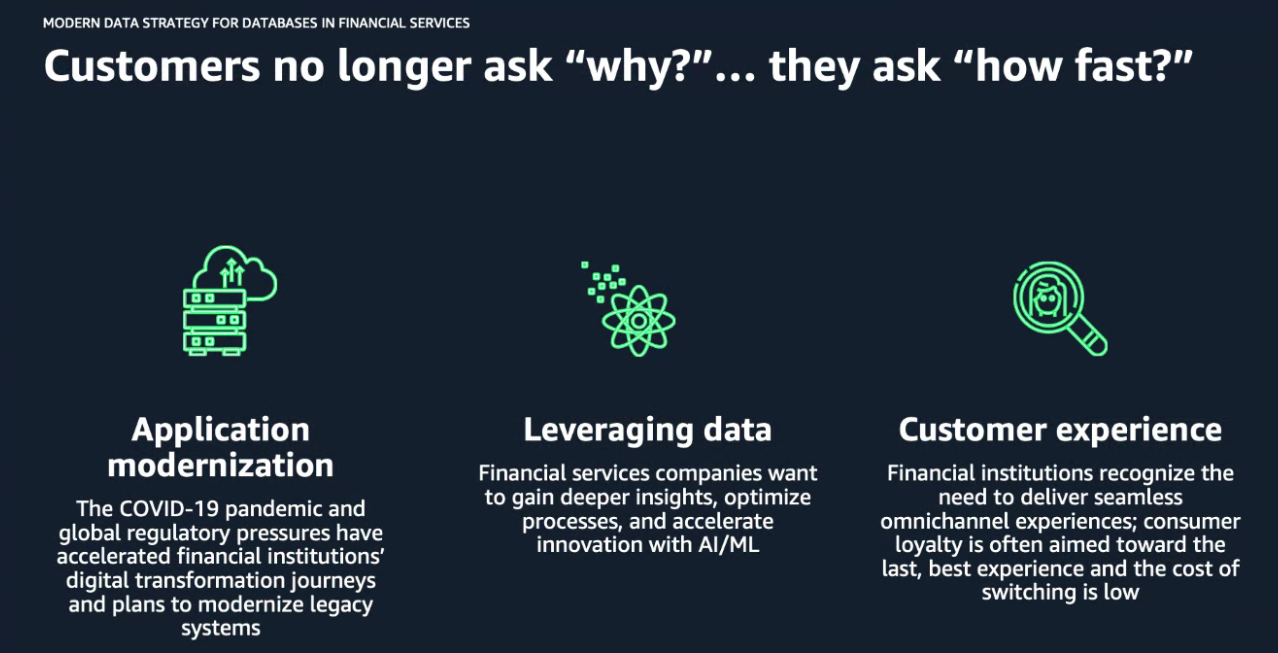 MODERN DATA STRATEGY FOR DATABASES IN FINANCIAL SERVICES
Customers no longer ask “why?”... they ask “how fast?”
Application
modernization
The COVID-19 pandemic and
global regulatory pressures have
accelerated financial institutions’
digital transformation journeys
and plans to modernize legacy
systems
Leveraging data
Financial services companies want
to gain deeper insights, optimize
processes, and accelerate
innovation with AI/ML
Customer experience
Financial institutions recognize the
need to deliver seamless
omnichannel experiences; consumer
loyalty is often aimed toward the
last, best experience and the cost of
switching is low